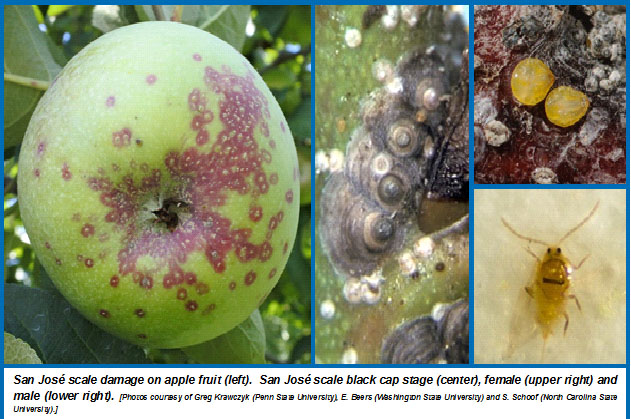 San José scale damage on apple fruit (left).  San José scale black cap stage (center), female (upper right) and
male (lower right). [Photos courtesy of Greg Krawczyk (Penn State University), E. Beers (Washington State University) and S. Schoof (North Carolina State
University).]